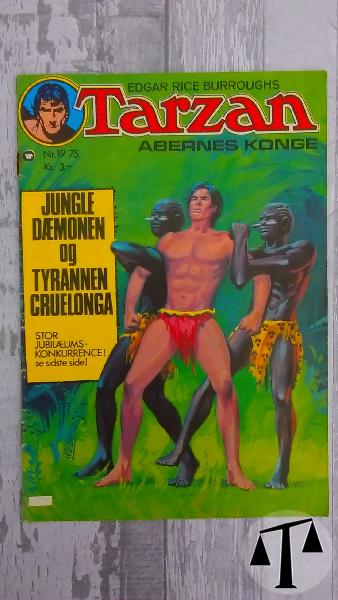 EDGAR RICE BURROUGHS
Tarzan
ABERNES KONGE
WP
Nr. 19 75
Kr. 3,-
JUNGLE
DÆMONEN
og
TYRANNEN
CRUELONGA
STOR
JUBILÆUMS-
KONKURRENCE!
se sidste side!